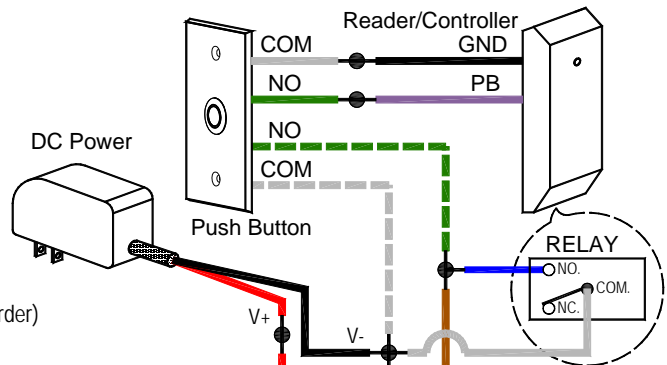 Reader/Controller
COM
GND
NO
PB
NO
DC Power
COM
Push Button
RELAY
NO.
COM.
NC.
rder)
V+
V-